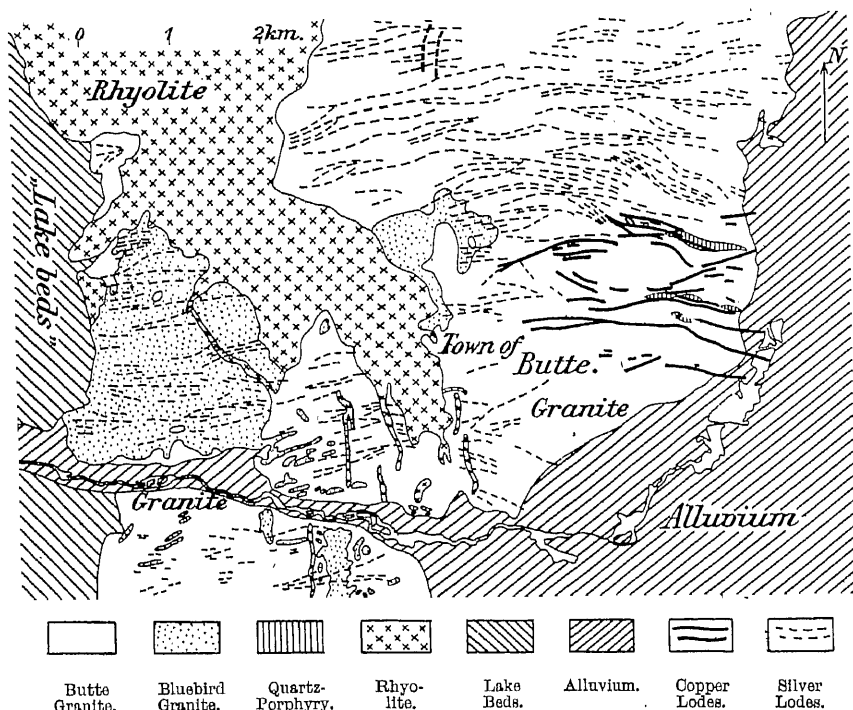 0 1 2km.
Rhyolite
N
"Lake beds"
Town of
Butte.
Granite
Granite
Alluvium
Butte Granite.
Bluebird Granite.
Quartz-Porphyry.
Rhyo-lite.
Lake Beds.
Alluvium.
Copper Lodes.
Silver Lodes.